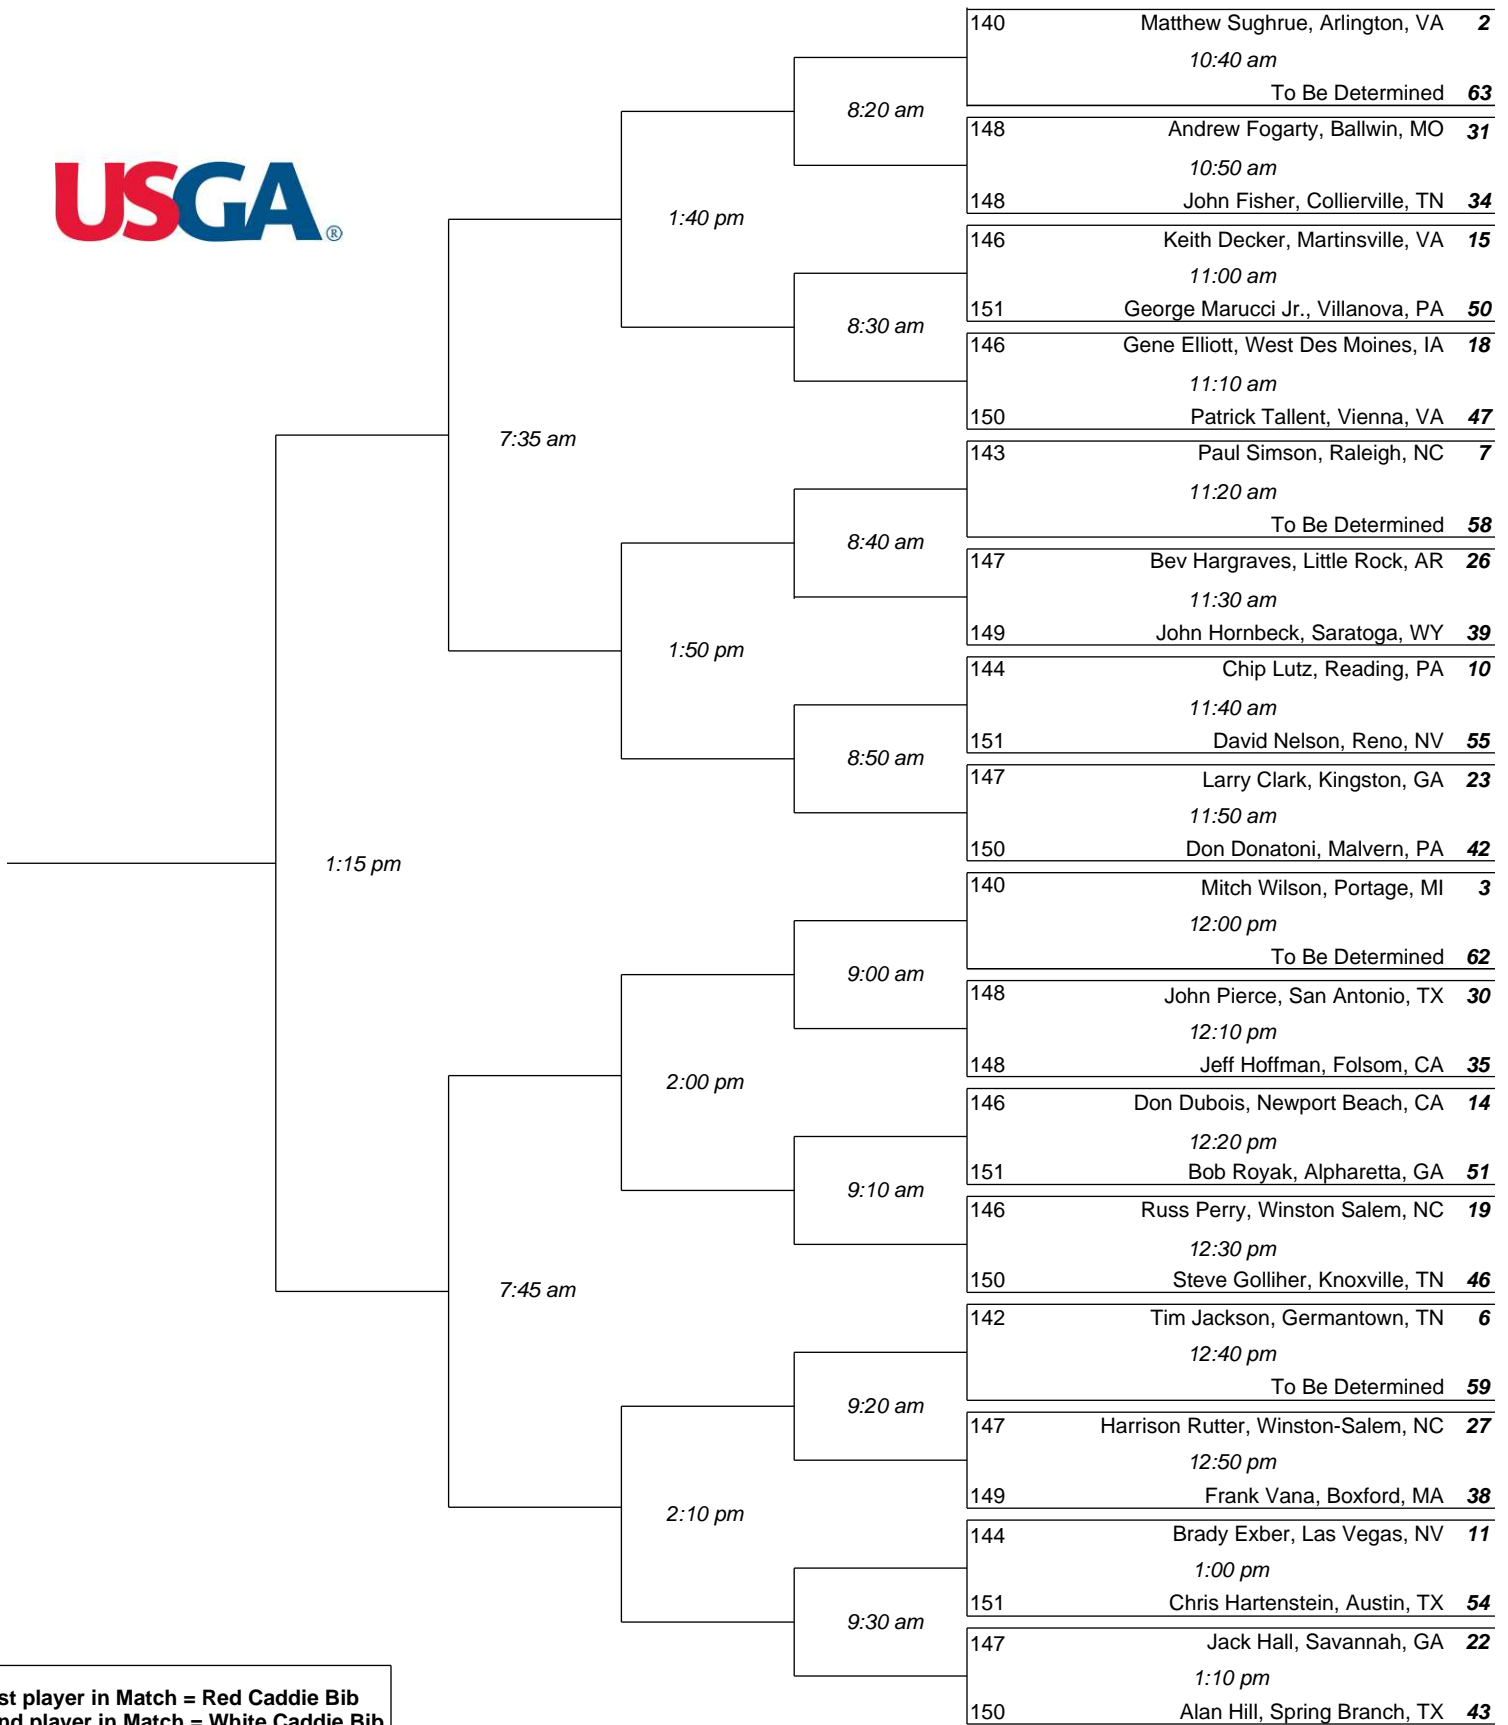 USGA®
140 Matthew Sughrue, Arlington, VA 2
10:40 am
To Be Determined 63
8:20 am
148 Andrew Fogarty, Ballwin, MO 31
10:50 am
148 John Fisher, Collierville, TN 34
1:40 pm
146 Keith Decker, Martinsville, VA 15
11:00 am
151 George Marucci Jr., Villanova, PA 50
8:30 am
146 Gene Elliott, West Des Moines, IA 18
11:10 am
150 Patrick Tallent, Vienna, VA 47
7:35 am
143 Paul Simson, Raleigh, NC 7
11:20 am
To Be Determined 58
8:40 am
147 Bev Hargraves, Little Rock, AR 26
11:30 am
149 John Hornbeck, Saratoga, WY 39
1:50 pm
144 Chip Lutz, Reading, PA 10
11:40 am
151 David Nelson, Reno, NV 55
8:50 am
147 Larry Clark, Kingston, GA 23
11:50 am
150 Don Donatoni, Malvern, PA 42
1:15 pm
140 Mitch Wilson, Portage, MI 3
12:00 pm
To Be Determined 62
9:00 am
148 John Pierce, San Antonio, TX 30
12:10 pm
148 Jeff Hoffman, Folsom, CA 35
2:00 pm
146 Don Dubois, Newport Beach, CA 14
12:20 pm
151 Bob Royak, Alpharetta, GA 51
9:10 am
146 Russ Perry, Winston Salem, NC 19
12:30 pm
150 Steve Golliher, Knoxville, TN 46
7:45 am
142 Tim Jackson, Germantown, TN 6
12:40 pm
To Be Determined 59
9:20 am
147 Harrison Rutter, Winston-Salem, NC 27
12:50 pm
149 Frank Vana, Boxford, MA 38
2:10 pm
144 Brady Exber, Las Vegas, NV 11
1:00 pm
151 Chris Hartenstein, Austin, TX 54
9:30 am
147 Jack Hall, Savannah, GA 22
1:10 pm
150 Alan Hill, Spring Branch, TX 43
st player in Match = Red Caddie Bib
nd player in Match = White Caddie Bib